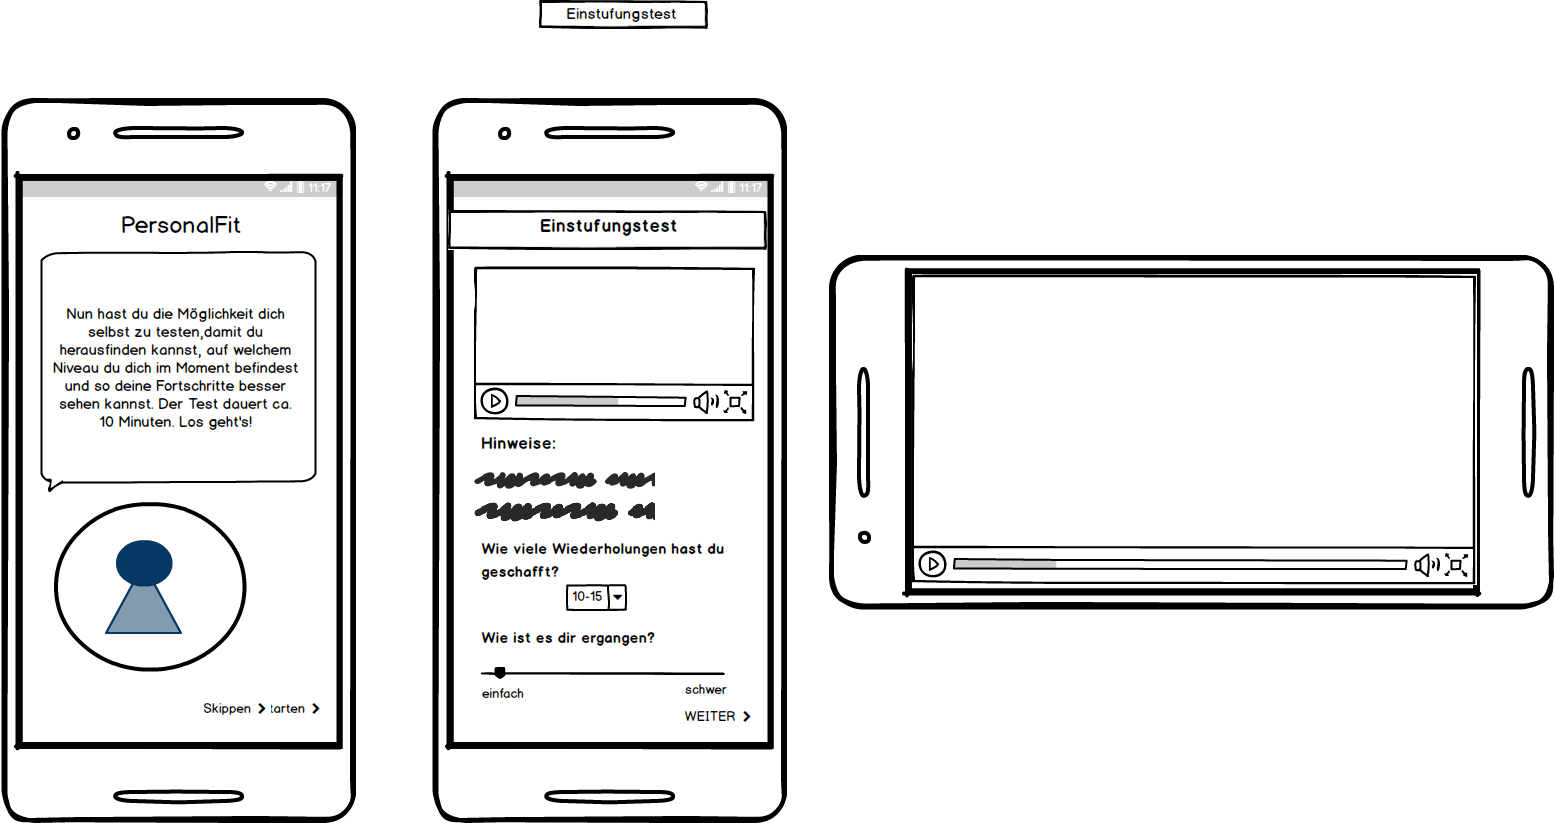 Einstufungstest
11:17
PersonalFit
Nun hast du die Möglichkeit dich
selbst zu testen,damit du
herausfinden kannst, auf welchem
Niveau du dich im Moment befindest
und so deine Fortschritte besser
sehen kannst. Der Test dauert ca.
10 Minuten. Los geht's!
Skippen
arten
11:17
Einstufungstest
Hinweise:
Wie viele Wiederholungen hast du
geschafft?
10-15
Wie ist es dir ergangen?
einfach
schwer
WEITER